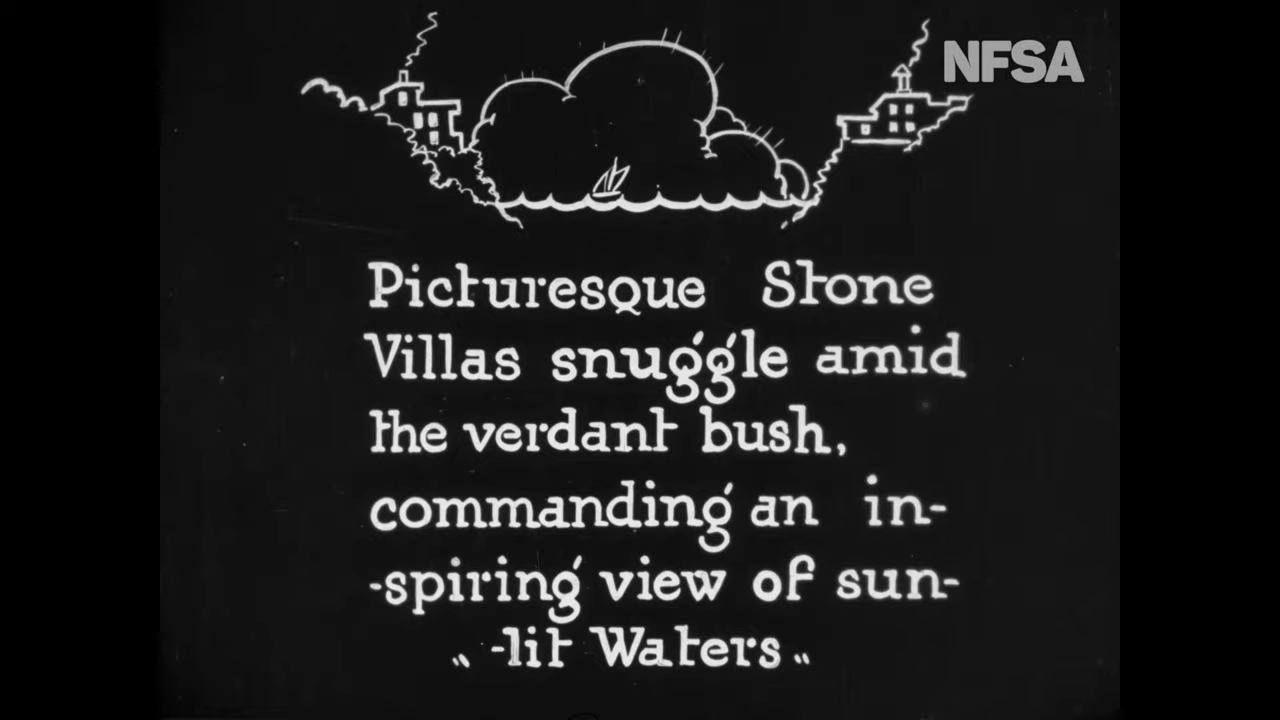 NFSA
Picturesque Stone
Villas snuggle amid
the verdant bush,
commanding an in-
-spiring view of sun-
„ -lit Waters „